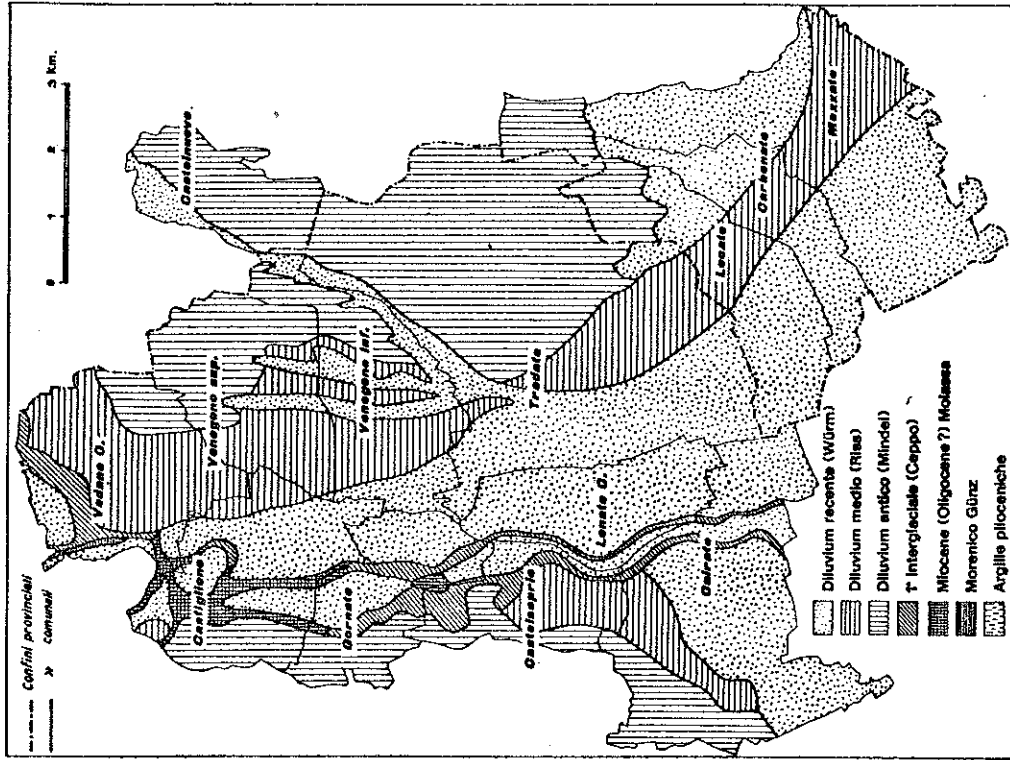 Confini provinciali
» comunali
0 1 2 3 Km.
Castelnuovo
Vedano O.
Venegono sup.
Venegono inf.
Castiglione
Gornate
Tradate
Locate
Carbonate
Mozzate
Castelseprio
Lonate C.
Cairate
Diluvium recente (Würm)
Diluvium medio (Riss)
Diluvium antico (Mindel)
1° Interglaciale (Ceppo)
Miocene (Oligocene?) Molassa
Morenico Günz
Argille plioceniche